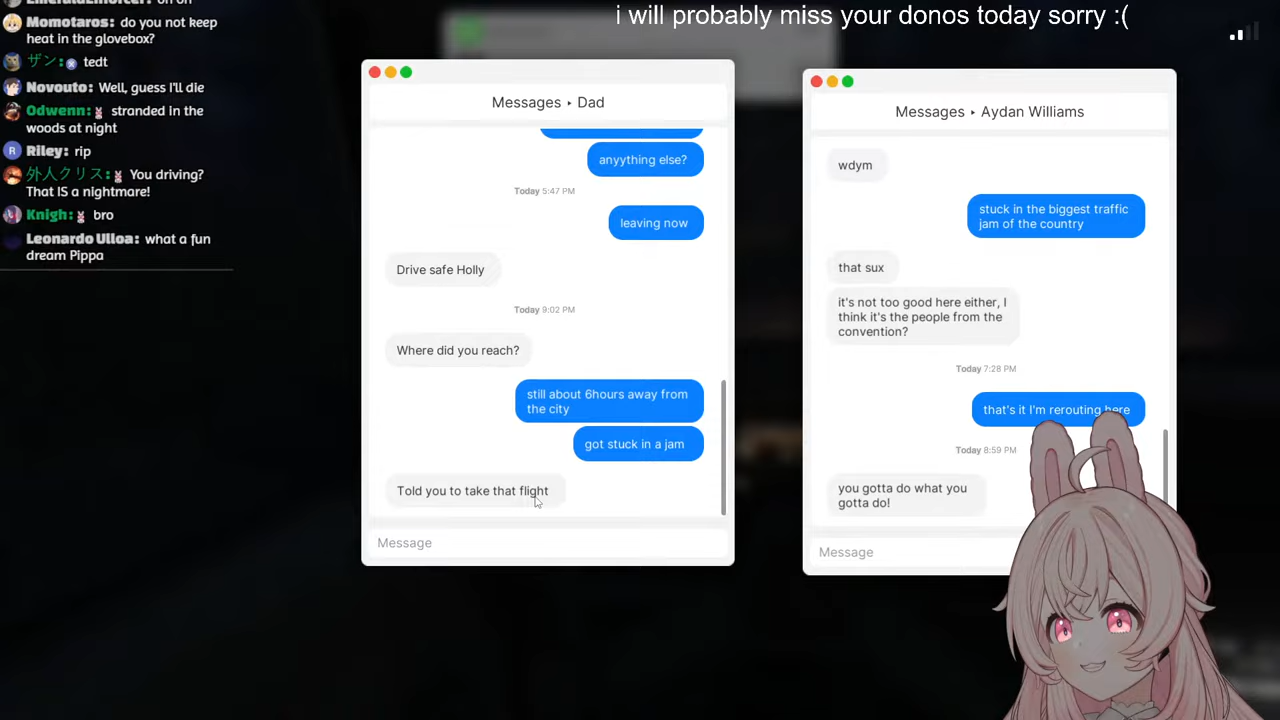 i will probably miss your donos today sorry :(
Momotaros: do you not keep
heat in the glovebox?
ザン: tedt
Novouto: Well, guess I'll die
Odwenn: stranded in the
woods at night
Riley: rip
外人クリス: You driving?
That IS a nightmare!
Knigh: bro
Leonardo Ulloa: what a fun
dream Pippa
Messages ‣ Dad
anyything else?
Today 5:47 PM
leaving now
Drive safe Holly
Today 9:02 PM
Where did you reach?
still about 6hours away from
the city
got stuck in a jam
Told you to take that flight
Message
Messages ‣ Aydan Williams
wdym
stuck in the biggest traffic
jam of the country
that sux
it's not too good here either, I
think it's the people from the
convention?
Today 7:28 PM
that's it I'm rerouting here
Today 8:59 PM
you gotta do what you
gotta do!
Message